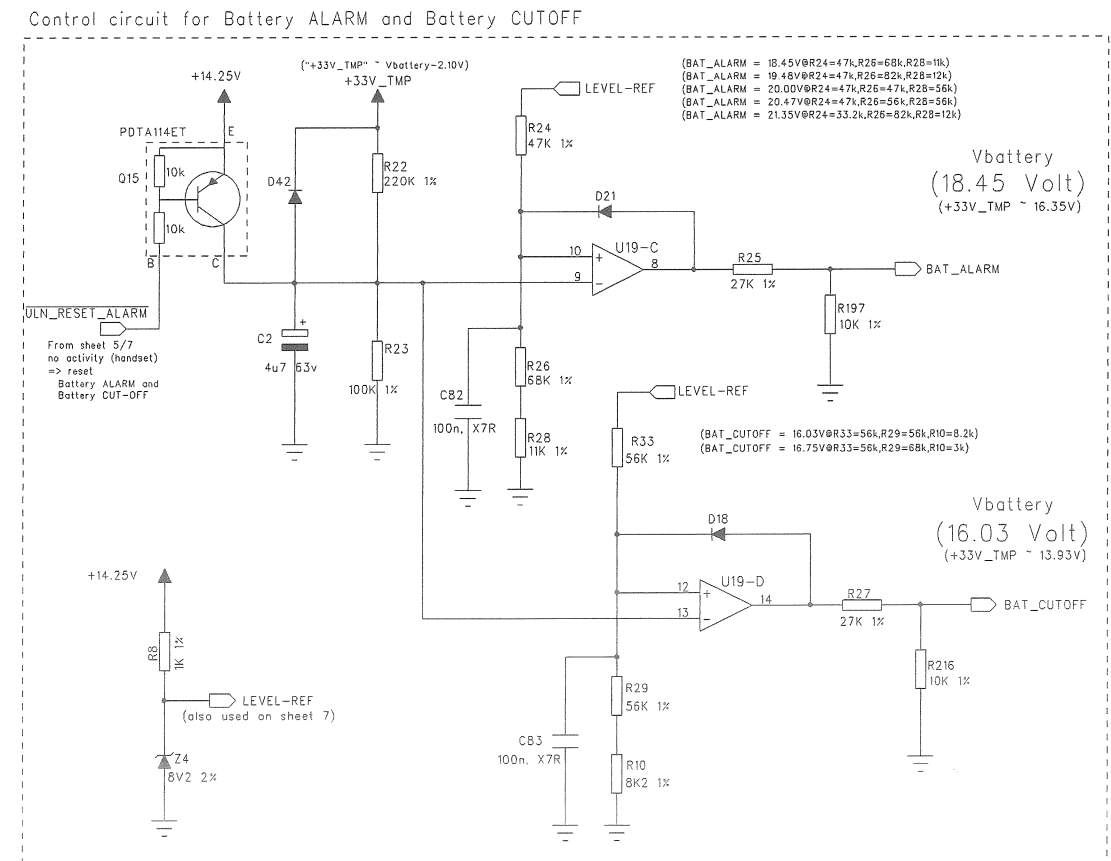 Control circuit for Battery ALARM and Battery CUTOFF
+14.25V
("+33V_TMP" ~ Vbattery-2.10V)
+33V_TMP
LEVEL-REF
(BAT_ALARM = 18.45V@R24=47k,R26=68k,R28=11k)
(BAT_ALARM = 19.48V@R24=47k,R26=82k,R28=12k)
(BAT_ALARM = 20.00V@R24=47k,R26=47k,R28=56k)
(BAT_ALARM = 20.47V@R24=47k,R26=56k,R28=56k)
(BAT_ALARM = 21.35V@R24=33.2k,R26=82k,R28=12k)
PDTA114ET
E
Q15
10k
10k
B
C
D42
R22
220K 1%
R24
47K 1%
D21
Vbattery
(18.45 Volt)
(+33V_TMP ~ 16.35V)
10
+
9
-
U19-C
8
R25
27K 1%
BAT_ALARM
R197
10K 1%
ULN_RESET_ALARM
From sheet 5/7
no activity (handset)
=> reset
Battery ALARM and
Battery CUT-OFF
+
C2
4u7 63v
R23
100K 1%
R26
68K 1%
C82
100n, X7R
R28
11K 1%
LEVEL-REF
R33
56K 1%
(BAT_CUTOFF = 16.03V@R33=56k,R29=56k,R10=8.2k)
(BAT_CUTOFF = 16.75V@R33=56k,R29=68k,R10=3k)
Vbattery
(16.03 Volt)
(+33V_TMP ~ 13.93V)
D18
12
+
13
-
U19-D
14
R27
27K 1%
BAT_CUTOFF
R216
10K 1%
+14.25V
R8
1K 1%
LEVEL-REF
(also used on sheet 7)
Z4
8V2 2%
R29
56K 1%
C83
100n, X7R
R10
8K2 1%